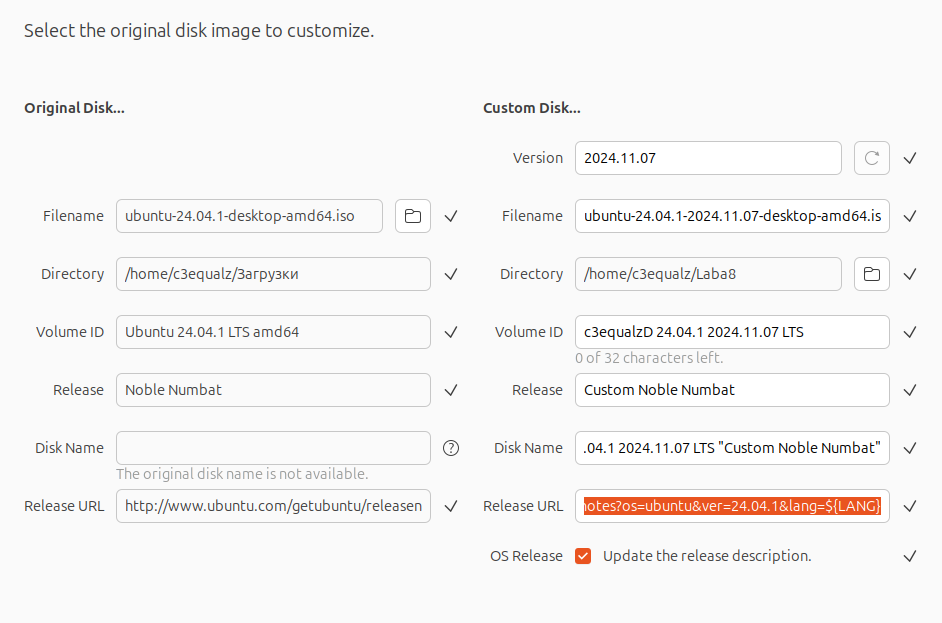 Select the original disk image to customize.
Original Disk... Custom Disk...
Version 2024.11.07
Filename ubuntu-24.04.1-desktop-amd64.iso Filename ubuntu-24.04.1-2024.11.07-desktop-amd64.is
Directory /home/c3equalz/Загрузки Directory /home/c3equalz/Laba8
Volume ID Ubuntu 24.04.1 LTS amd64 Volume ID c3equalzD 24.04.1 2024.11.07 LTS
0 of 32 characters left.
Release Noble Numbat Release Custom Noble Numbat
Disk Name Disk Name .04.1 2024.11.07 LTS "Custom Noble Numbat"
The original disk name is not available.
Release URL http://www.ubuntu.com/getubuntu/releasen Release URL notes?os=ubuntu&ver=24.04.1&lang=${LANG}
OS Release Update the release description.